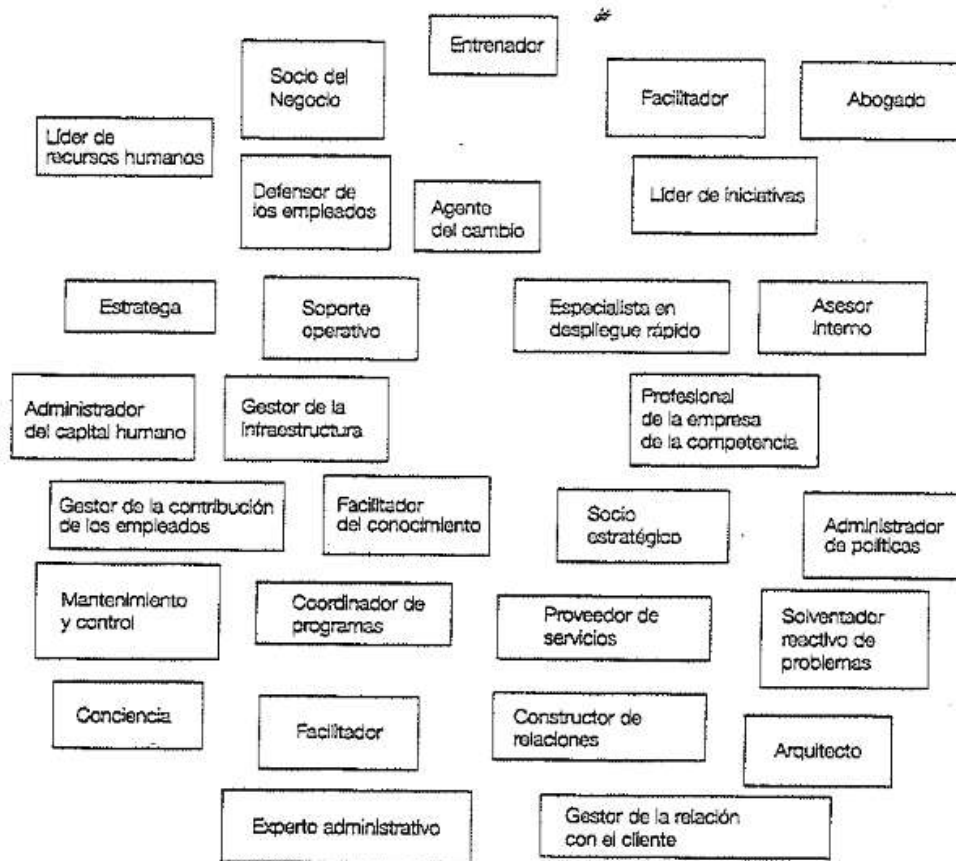 Entrenador
Socio del
Negocio
Facilitador
Abogado
Líder de
recursos humanos
Defensor de
los empleados
Agente
del cambio
Líder de iniciativas
Estratega
Soporte
operativo
Especialista en
despliegue rápido
Asesor
Interno
Administrador
del capital humano
Gestor de la
infraestructura
Profesional
de la empresa
de la competencia
Gestor de la contribución
de los empleados
Facilitador
del conocimiento
Socio
estratégico
Administrador
de políticas
Mantenimiento
y control
Coordinador de
programas
Proveedor de
servicios
Solventador
reactivo de
problemas
Conciencia
Facilitador
Constructor de
relaciones
Arquitecto
Experto administrativo
Gestor de la relación
con el cliente